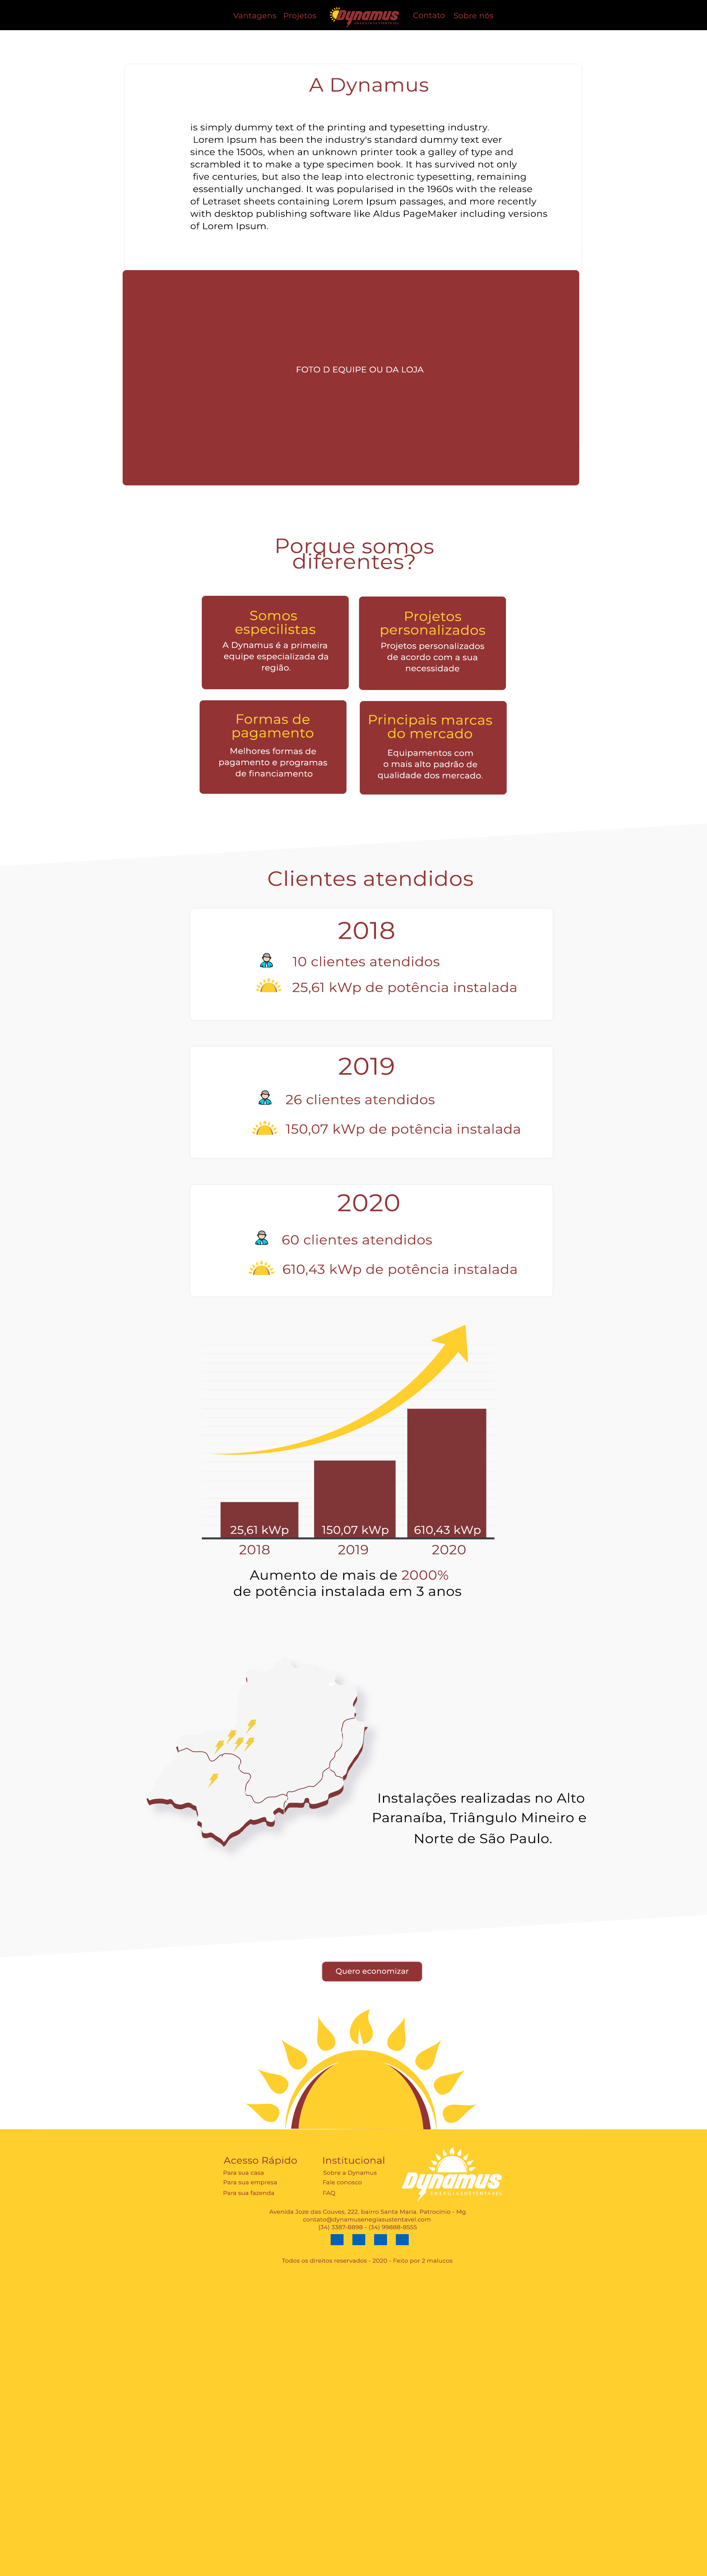 Vantagens Projetos Dynamus Contato Sobre nós
ENERGIA SUSTENTÁVEL
A Dynamus
is simply dummy text of the printing and typesetting industry.
Lorem Ipsum has been the industry's standard dummy text ever
since the 1500s, when an unknown printer took a galley of type and
scrambled it to make a type specimen book. It has survived not only
five centuries, but also the leap into electronic typesetting, remaining
essentially unchanged. It was popularised in the 1960s with the release
of Letraset sheets containing Lorem Ipsum passages, and more recently
with desktop publishing software like Aldus PageMaker including versions
of Lorem Ipsum.
FOTO D EQUIPE OU DA LOJA
Porque somos
diferentes?
Somos
especilistas
A Dynamus é a primeira
equipe especializada da
região.
Projetos
personalizados
Projetos personalizados
de acordo com a sua
necessidade
Formas de
pagamento
Melhores formas de
pagamento e programas
de financiamento
Principais marcas
do mercado
Equipamentos com
o mais alto padrão de
qualidade dos mercado.
Clientes atendidos
2018
10 clientes atendidos
25,61 kWp de potência instalada
2019
26 clientes atendidos
150,07 kWp de potência instalada
2020
60 clientes atendidos
610,43 kWp de potência instalada
25,61 kWp 150,07 kWp 610,43 kWp
2018 2019 2020
Aumento de mais de 2000%
de potência instalada em 3 anos
Instalações realizadas no Alto
Paranaíba, Triângulo Mineiro e
Norte de São Paulo.
Quero economizar
Acesso Rápido
Para sua casa
Para sua empresa
Para sua fazenda
Institucional
Sobre a Dynamus
Fale conosco
FAQ
Dynamus
ENERGIA SUSTENTÁVEL
Avenida Joze das Couves, 222, bairro Santa Maria. Patrocinio - Mg
contato@dynamusenegiasustentavel.com
(34) 3387-8898 - (34) 99888-8555
Todos os direitos reservados - 2020 - Feito por 2 malucos